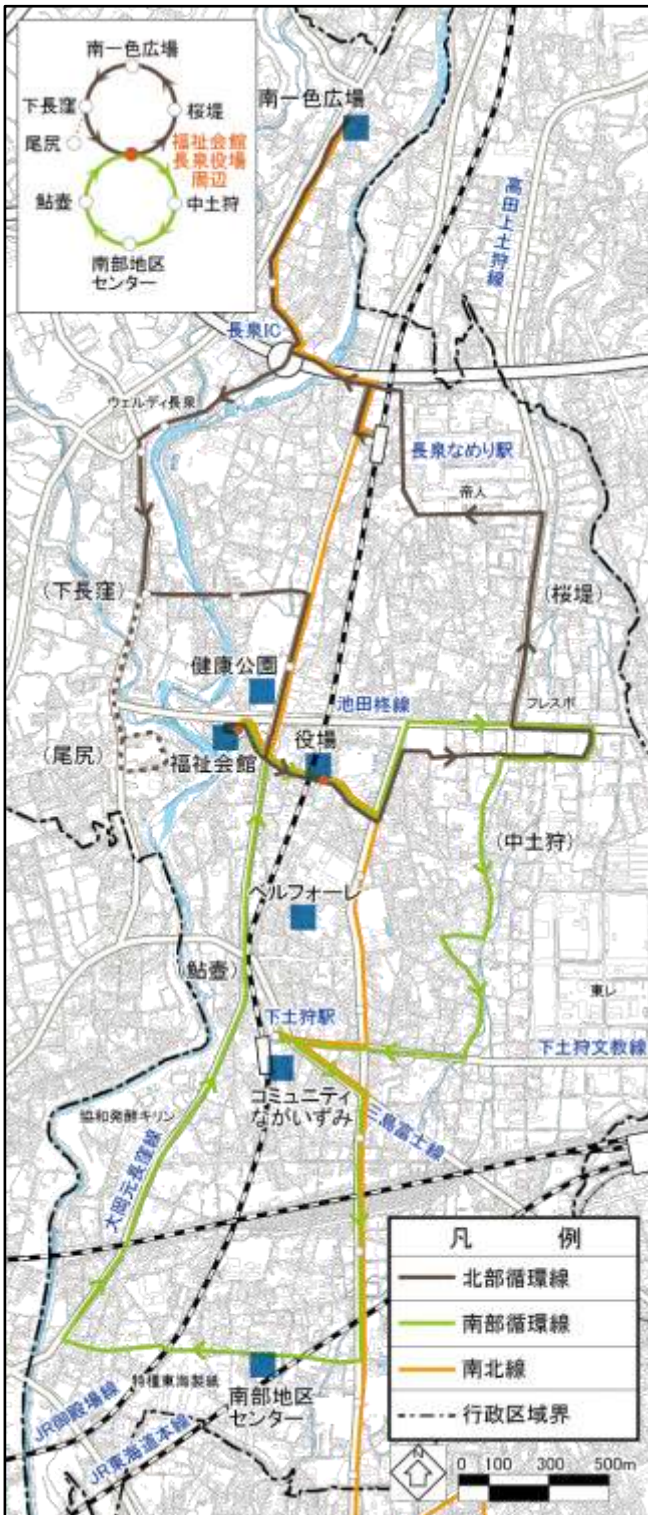 南一色広場
下長窪
桜堤
尾尻
福祉会館
長泉役場
周辺
鮎壺
中土狩
南部地区
センター
南一色広場
高田上土狩線
長泉IC
ウェルディ長泉
長泉なめり駅
帝人
(下長窪)
(桜堤)
健康公園
池田柊線
フレスポ
役場
(尾尻)
福祉会館
(中土狩)
ベルフォーレ
(鮎壺)
東レ
下土狩駅
下土狩文教線
コミュニティ
ながいずみ
協和発酵キリン
三島富士線
大岡元長窪線
凡 例
北部循環線
南部循環線
南北線
行政区域界
特種東海製紙
南部地区
センター
JR御殿場線
JR東海道本線
N
0 100 300 500m